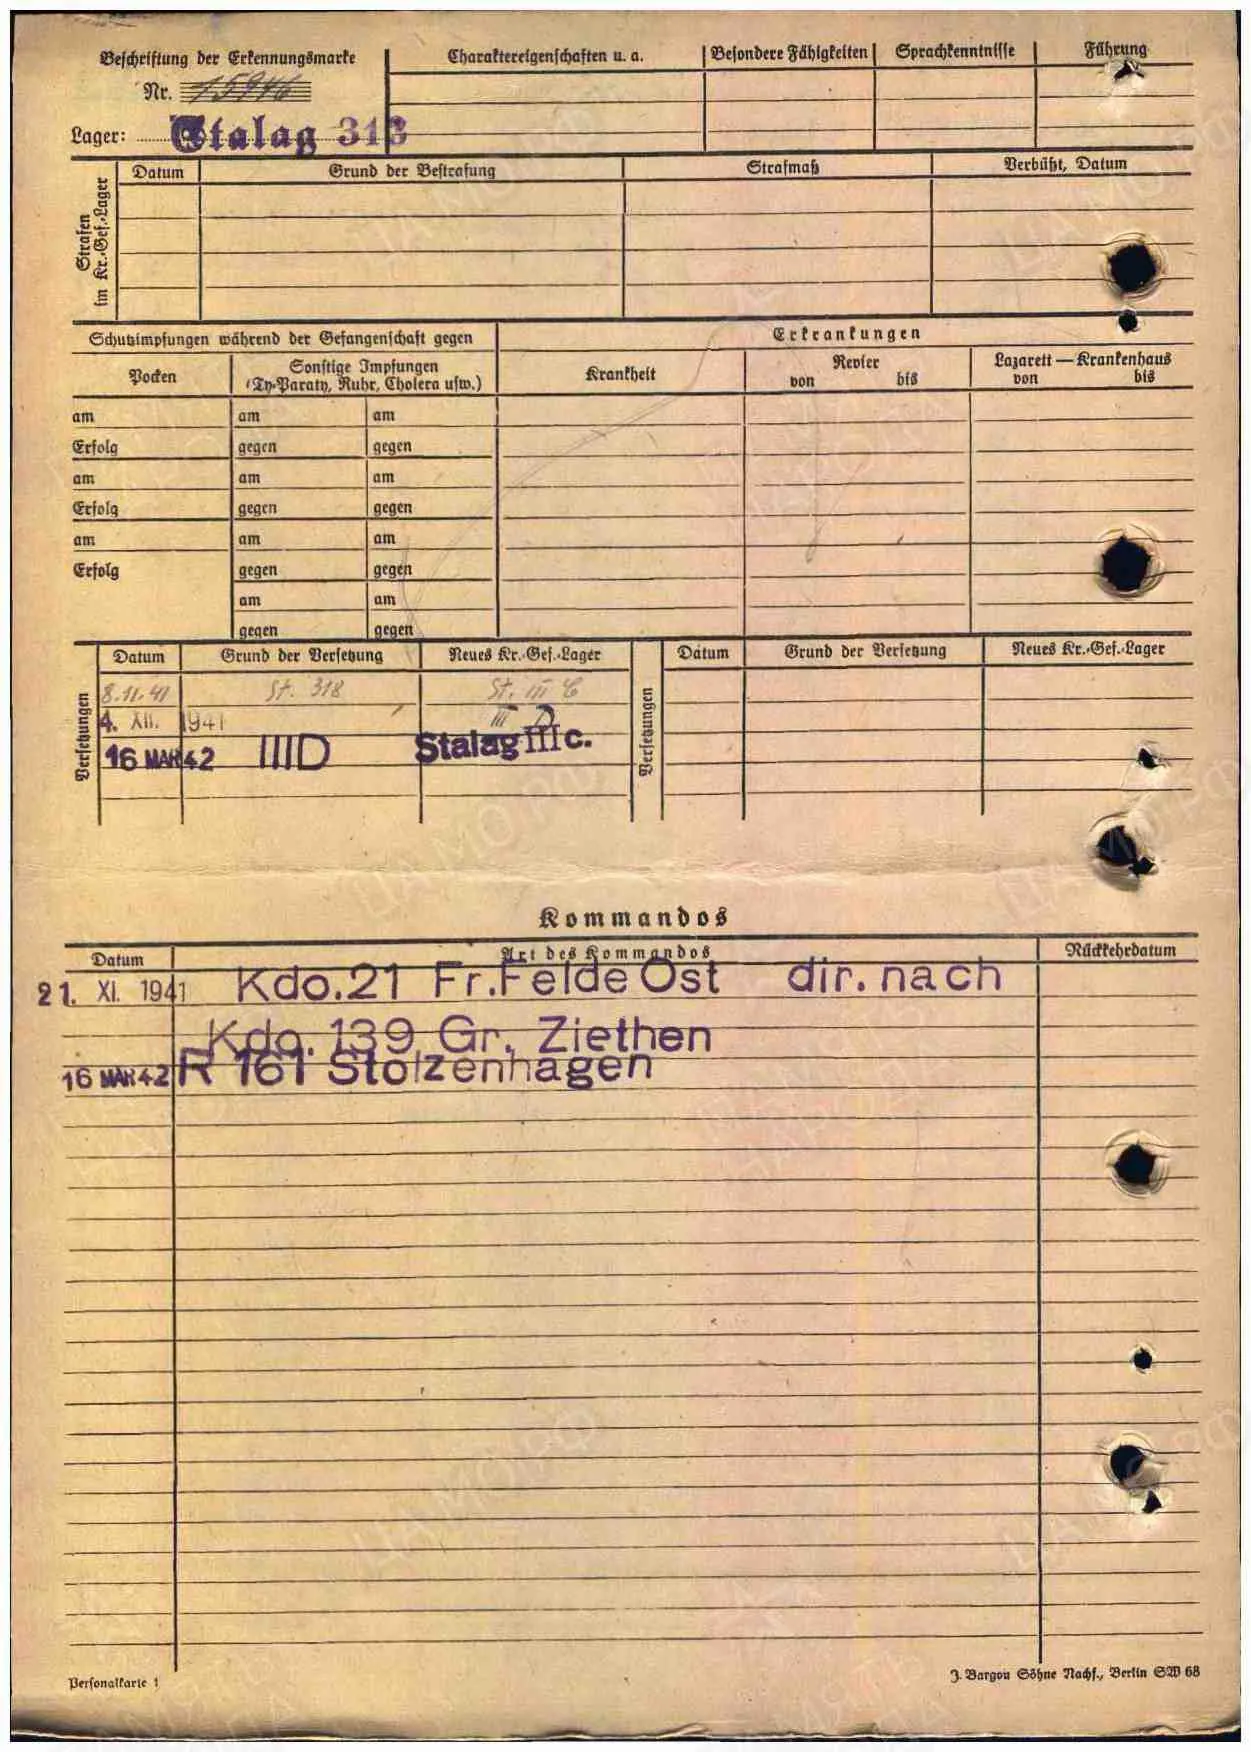 Beschriftung der Erkennungsmarke
Nr. 15946
Lager: Stalag
Charaktereigenschaften u. a.
Besondere Fähigkeiten
Sprachkenntnisse
Führung
Strafen im Kr.-Gef.-Lager
Datum
Grund der Bestrafung
Strafmaß
Verbüßt, Datum
Schutzimpfungen während der Gefangenschaft gegen
Erkrankungen
Pocken
Sonstige Impfungen
(Ty-Paraty, Ruhr, Cholera usw.)
Krankheit
Revier
von bis
Lazarett — Krankenhaus
von bis
am am am
Erfolg gegen gegen
am am am
Erfolg gegen gegen
am am am
Erfolg gegen gegen
am am
gegen gegen
Versetzungen
Datum Grund der Versetzung Neues Kr.-Gef.-Lager
8.11.41 St. 318 St. III C
4. XII. 1941 III D
16 MAR 42 IIID Stalag III c.
Versetzungen
Datum Grund der Versetzung Neues Kr.-Gef.-Lager
Kommandos
Datum Art des Kommandos Rückkehrdatum
21. XI. 1941 Kdo.21 Fr.Felde Ost dir. nach
Kdo. 139 Gr. Ziethen
16 MAR 42 R 161 Stolzenhagen
Personalkarte 1
J. Bargou Söhne Nachf., Berlin SW 68
ЦАМО РФ